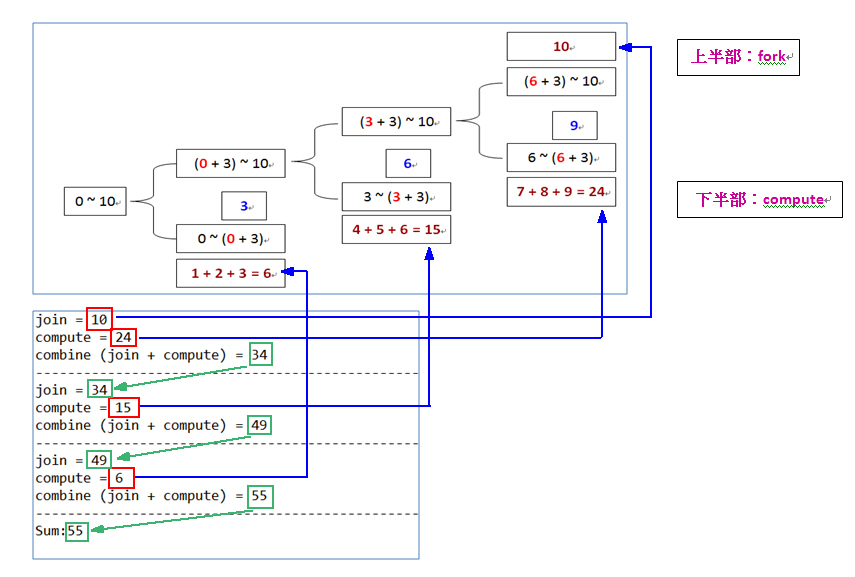 10
上半部：fork
(6 + 3) ~ 10
(3 + 3) ~ 10
9
(0 + 3) ~ 10
6
6 ~ (6 + 3)
0 ~ 10
3
3 ~ (3 + 3)
7 + 8 + 9 = 24
下半部：compute
0 ~ (0 + 3)
4 + 5 + 6 = 15
1 + 2 + 3 = 6
join = 10
compute = 24
combine (join + compute) = 34
--------------------------------------------------
join = 34
compute = 15
combine (join + compute) = 49
--------------------------------------------------
join = 49
compute = 6
combine (join + compute) = 55
--------------------------------------------------
Sum:55